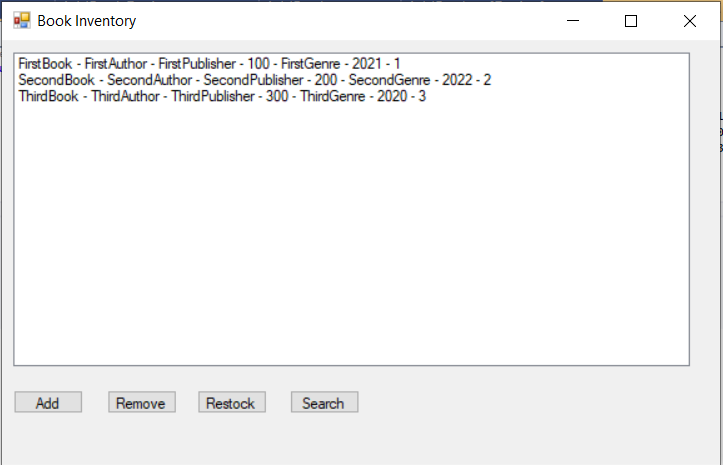 Book Inventory
FirstBook - FirstAuthor - FirstPublisher - 100 - FirstGenre - 2021 - 1
SecondBook - SecondAuthor - SecondPublisher - 200 - SecondGenre - 2022 - 2
ThirdBook - ThirdAuthor - ThirdPublisher - 300 - ThirdGenre - 2020 - 3
Add Remove Restock Search